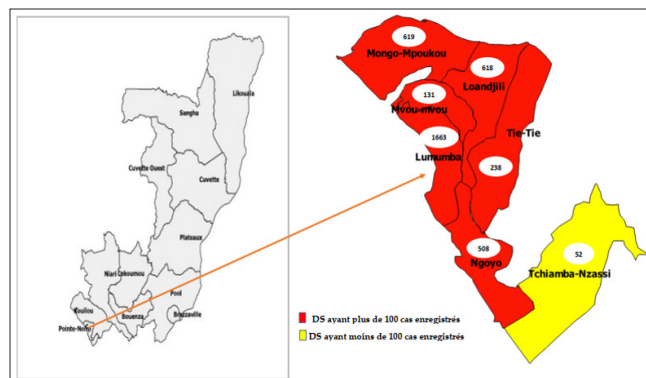 Likouala
Sangha
Cuvette Ouest
Cuvette
Plateaux
Niari
Lekoumou
Pool
Kouilou
Bouenza
Brazzaville
Pointe-Noire
619
Mongo-Mpoukou
618
Loandjili
131
Mvou-mvou
Tie-Tie
1663
Lumumba
238
508
Ngoyo
52
Tchiamba-Nzassi
DS ayant plus de 100 cas enregistrés
DS ayant moins de 100 cas enregistrés